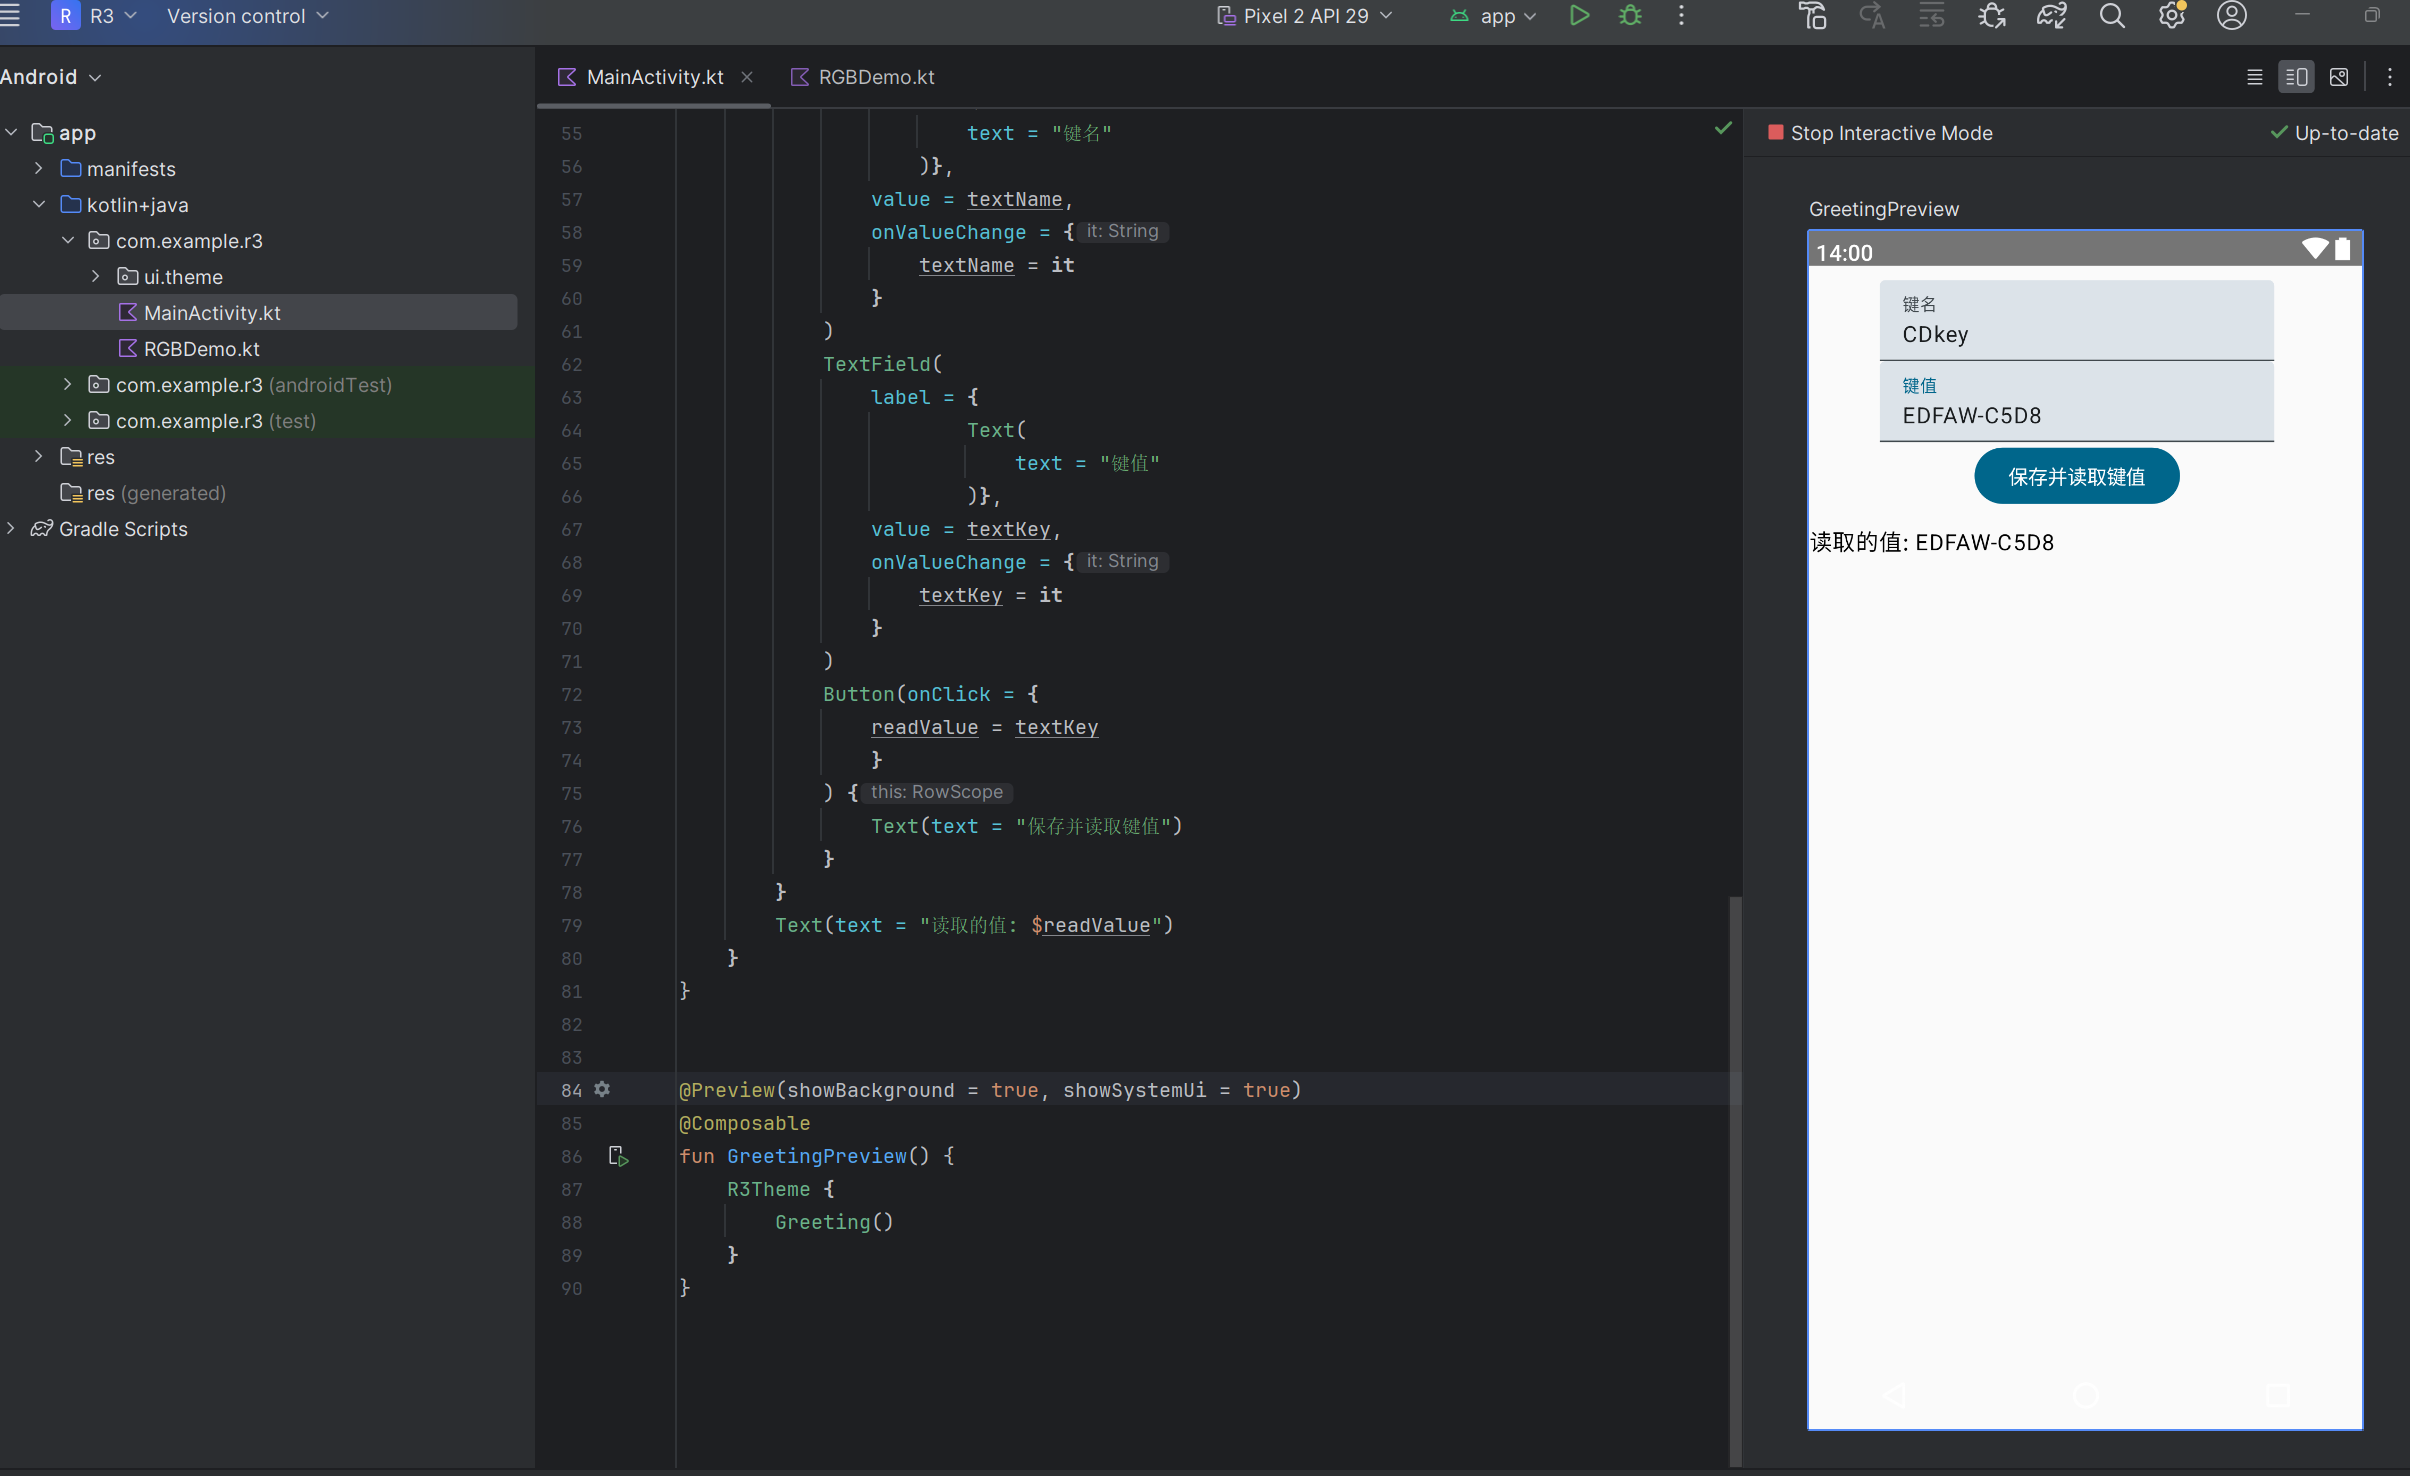 R R3 Version control Pixel 2 API 29 app
Android
app
manifests
kotlin+java
com.example.r3
ui.theme
MainActivity.kt
RGBDemo.kt
com.example.r3 (androidTest)
com.example.r3 (test)
res
res (generated)
Gradle Scripts
MainActivity.kt RGBDemo.kt
55 text = "键名"
56 )},
57 value = textName,
58 onValueChange = { it: String
59 textName = it
60 }
61 )
62 TextField(
63 label = {
64 Text(
65 text = "键值"
66 )},
67 value = textKey,
68 onValueChange = { it: String
69 textKey = it
70 }
71 )
72 Button(onClick = {
73 readValue = textKey
74 }
75 ) { this: RowScope
76 Text(text = "保存并读取键值")
77 }
78 }
79 Text(text = "读取的值: $readValue")
80 }
81 }
82
83
84 @Preview(showBackground = true, showSystemUi = true)
85 @Composable
86 fun GreetingPreview() {
87 R3Theme {
88 Greeting()
89 }
90 }
Stop Interactive Mode Up-to-date
GreetingPreview
14:00
键名
CDkey
键值
EDFAW-C5D8
保存并读取键值
读取的值: EDFAW-C5D8